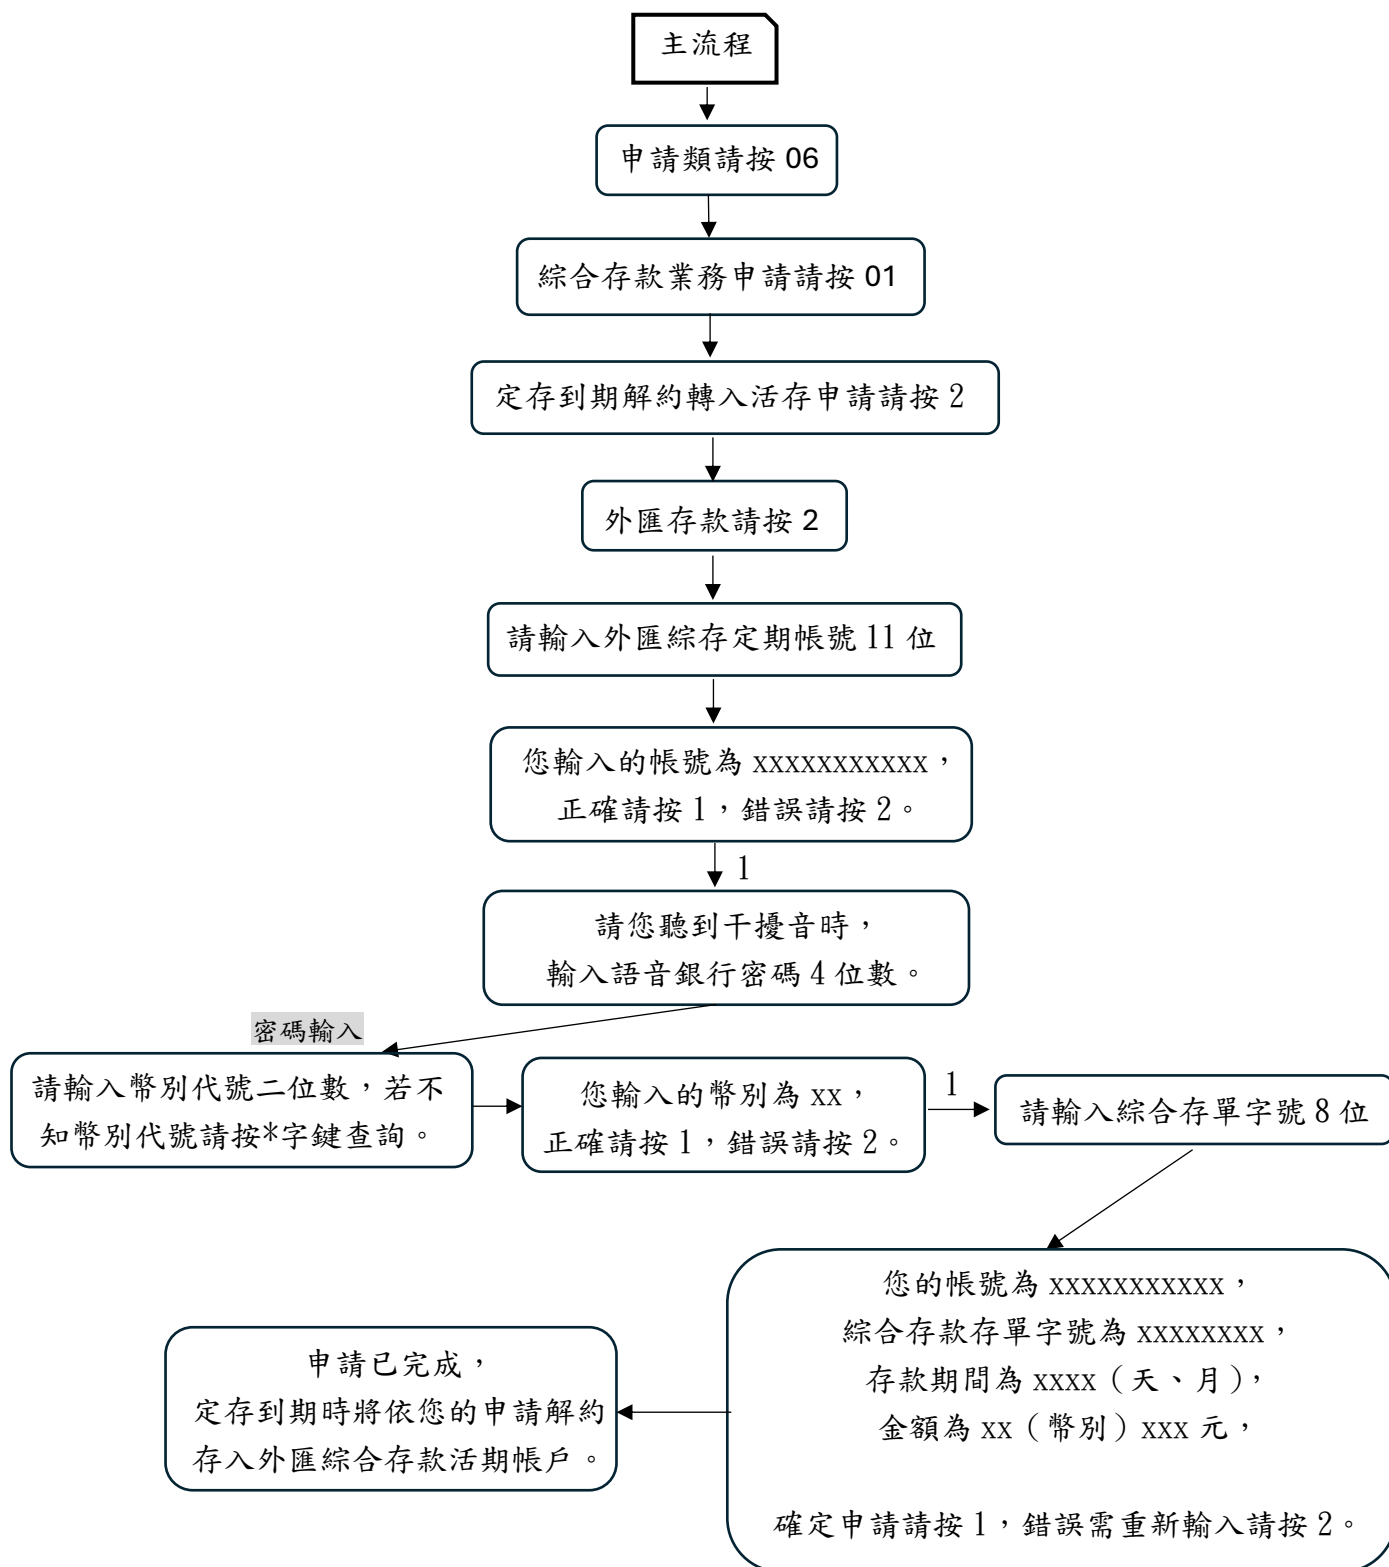 主流程
申請類請按 06
綜合存款業務申請請按 01
定存到期解約轉入活存申請請按 2
外匯存款請按 2
請輸入外匯綜存定期帳號 11 位
您輸入的帳號為 xxxxxxxxxxx，
正確請按 1，錯誤請按 2。
1
請您聽到干擾音時，
輸入語音銀行密碼 4 位數。
密碼輸入
請輸入幣別代號二位數，若不
知幣別代號請按*字鍵查詢。
您輸入的幣別為 xx，
正確請按 1，錯誤請按 2。
1
請輸入綜合存單字號 8 位
您的帳號為 xxxxxxxxxxx，
綜合存款存單字號為 xxxxxxxx，
存款期間為 xxxx（天、月），
金額為 xx（幣別）xxx 元，
確定申請請按 1，錯誤需重新輸入請按 2。
申請已完成，
定存到期時將依您的申請解約
存入外匯綜合存款活期帳戶。